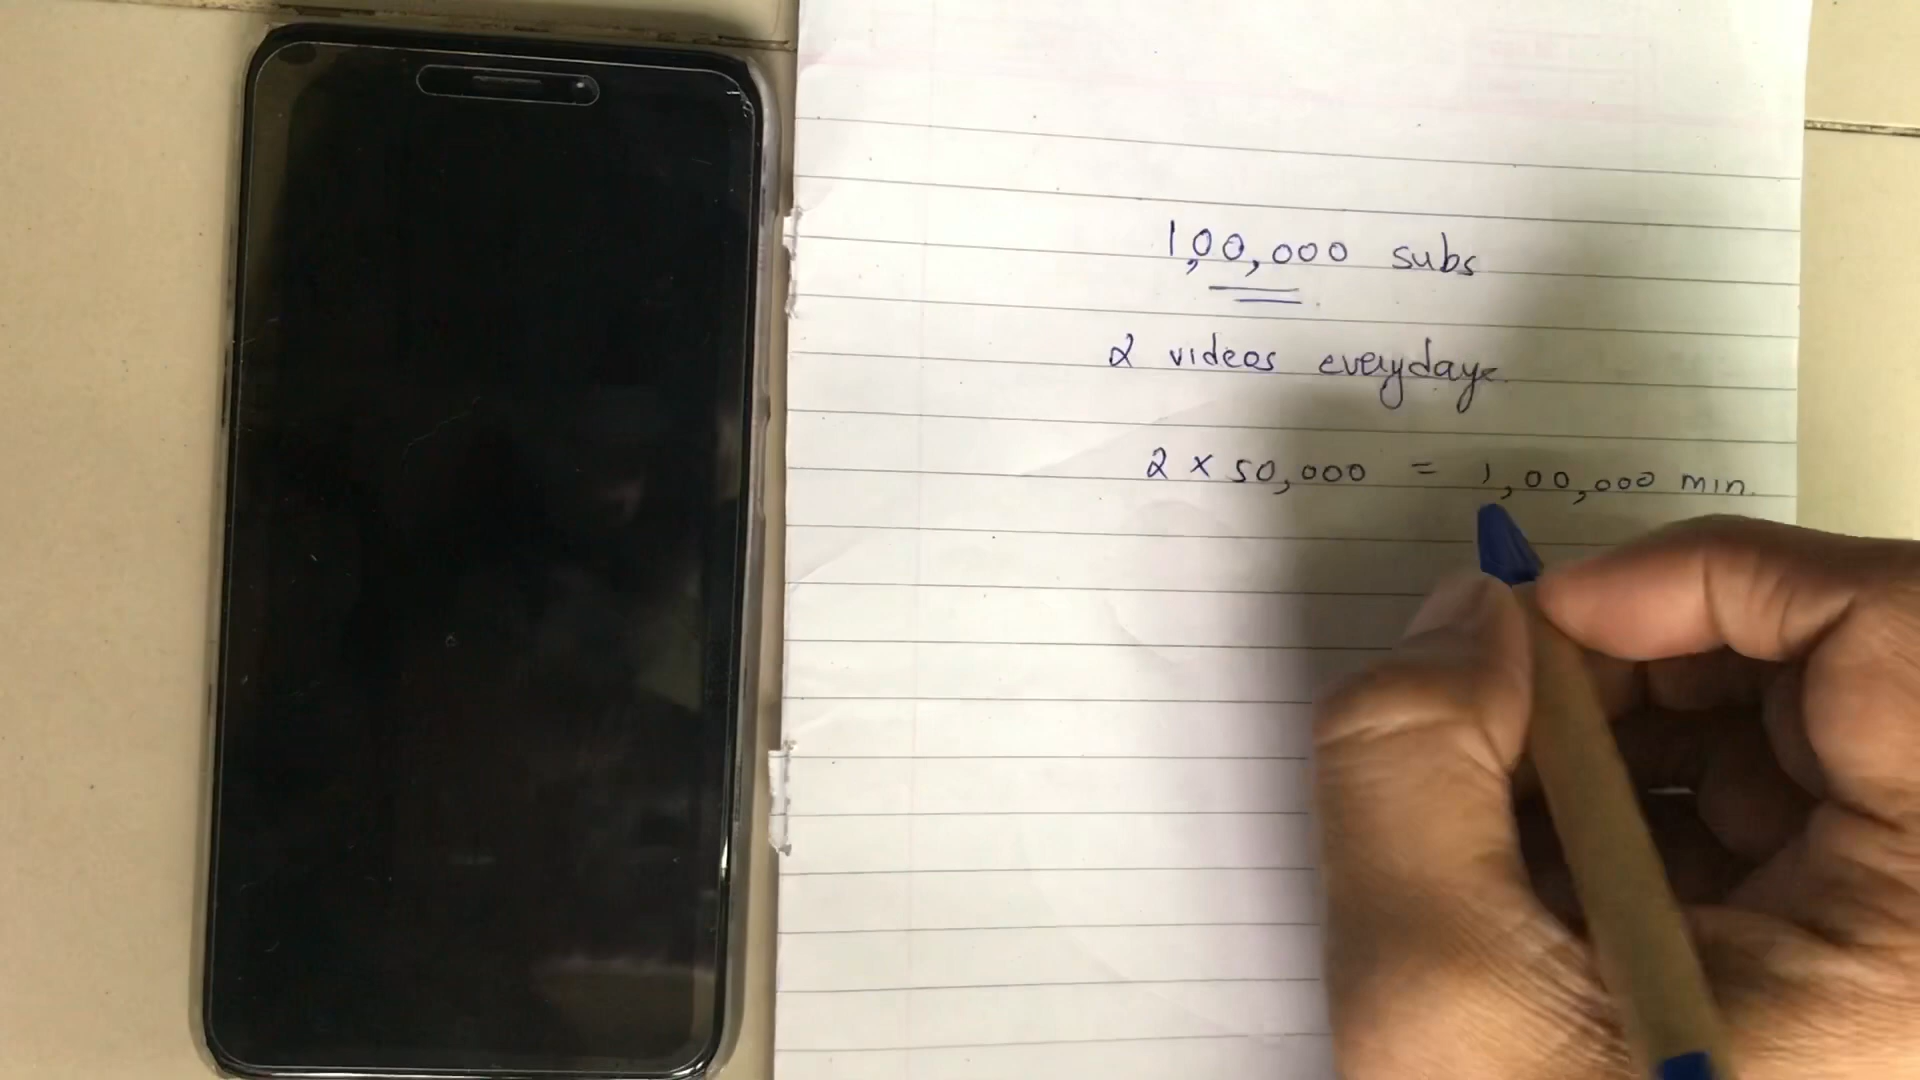 1,00,000 subs
2 videos everyday
2 × 50,000 = 1,00,000 min.